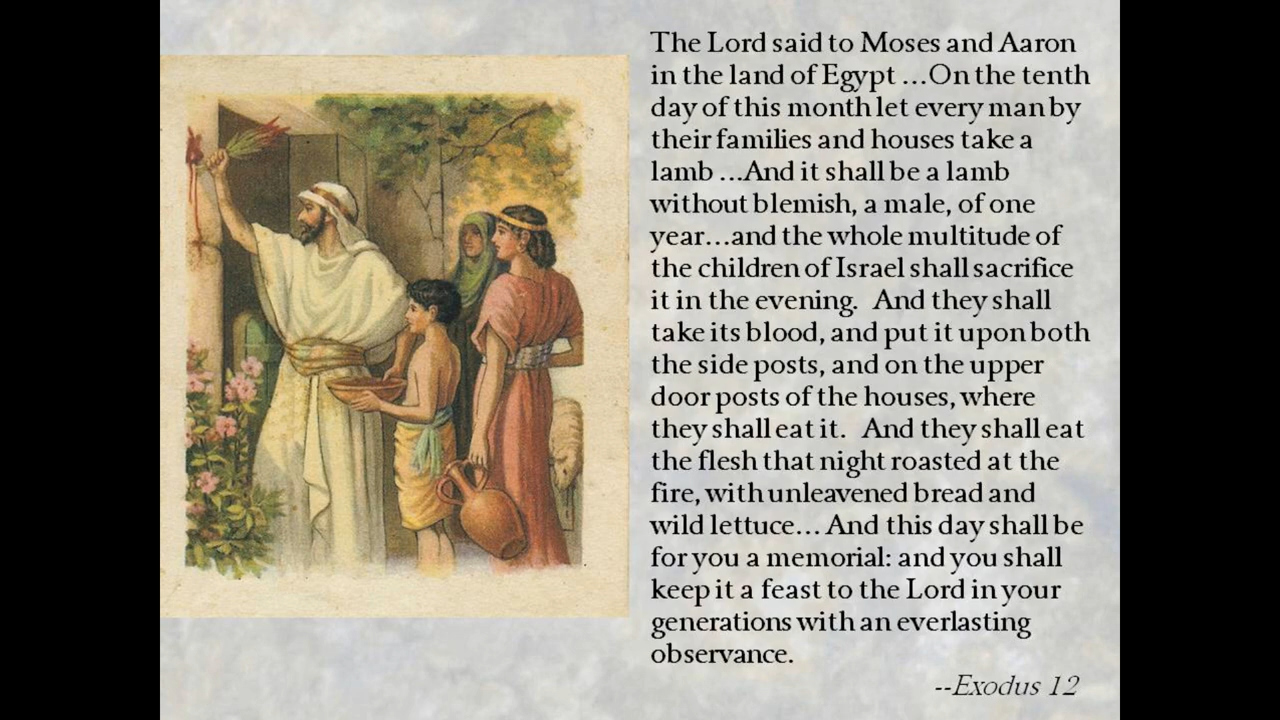 The Lord said to Moses and Aaron
in the land of Egypt ...On the tenth
day of this month let every man by
their families and houses take a
lamb ...And it shall be a lamb
without blemish, a male, of one
year...and the whole multitude of
the children of Israel shall sacrifice
it in the evening.  And they shall
take its blood, and put it upon both
the side posts, and on the upper
door posts of the houses, where
they shall eat it.  And they shall eat
the flesh that night roasted at the
fire, with unleavened bread and
wild lettuce... And this day shall be
for you a memorial: and you shall
keep it a feast to the Lord in your
generations with an everlasting
observance.
--Exodus 12